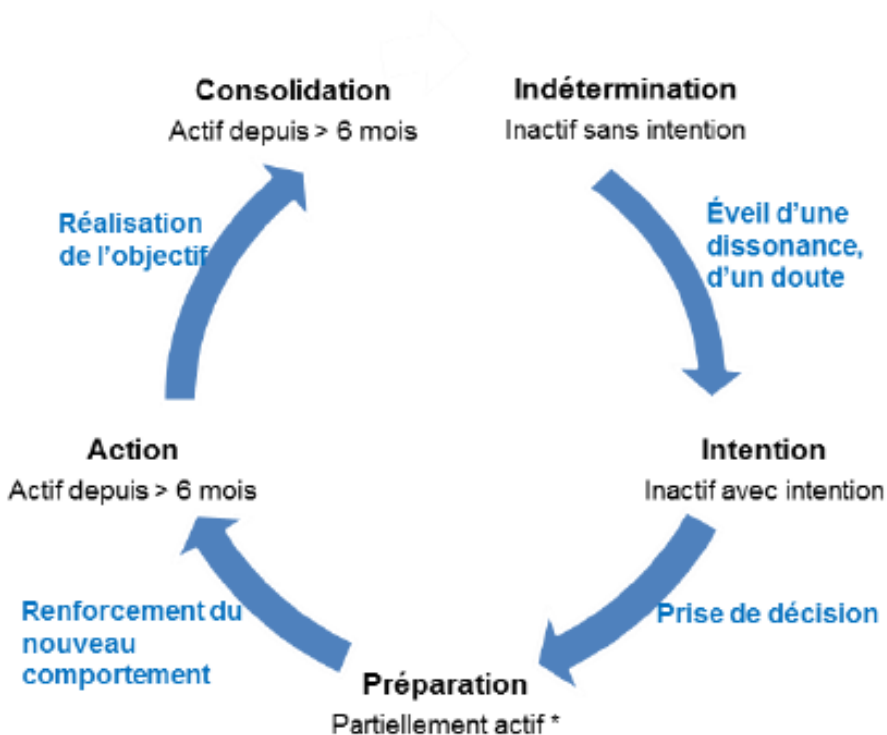 Consolidation
Actif depuis > 6 mois
Indétermination
Inactif sans intention
Éveil d'une
dissonance,
d'un doute
Intention
Inactif avec intention
Prise de décision
Préparation
Partiellement actif *
Renforcement du
nouveau
comportement
Action
Actif depuis > 6 mois
Réalisation
de l'objectif